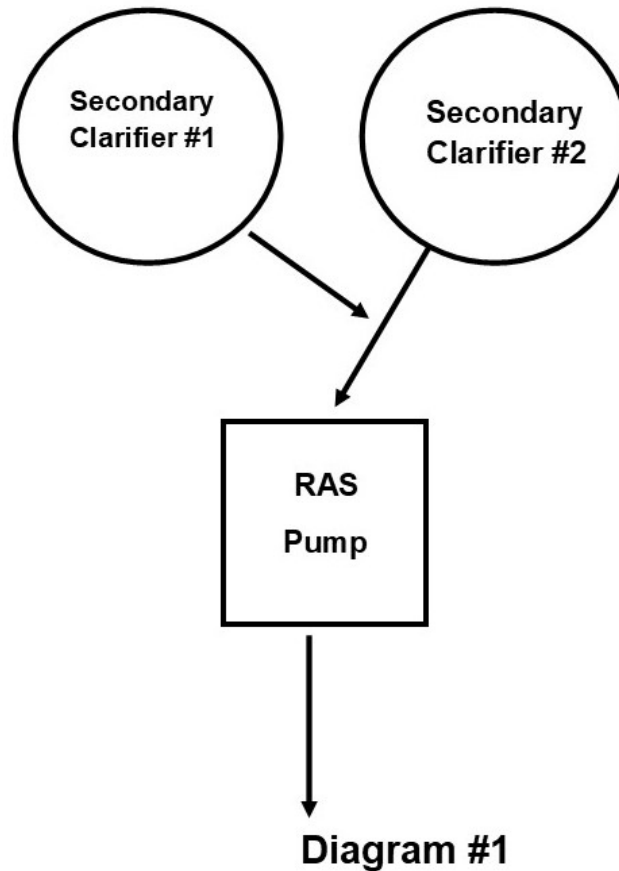 Secondary
Clarifier #1
Secondary
Clarifier #2
RAS
Pump
Diagram #1